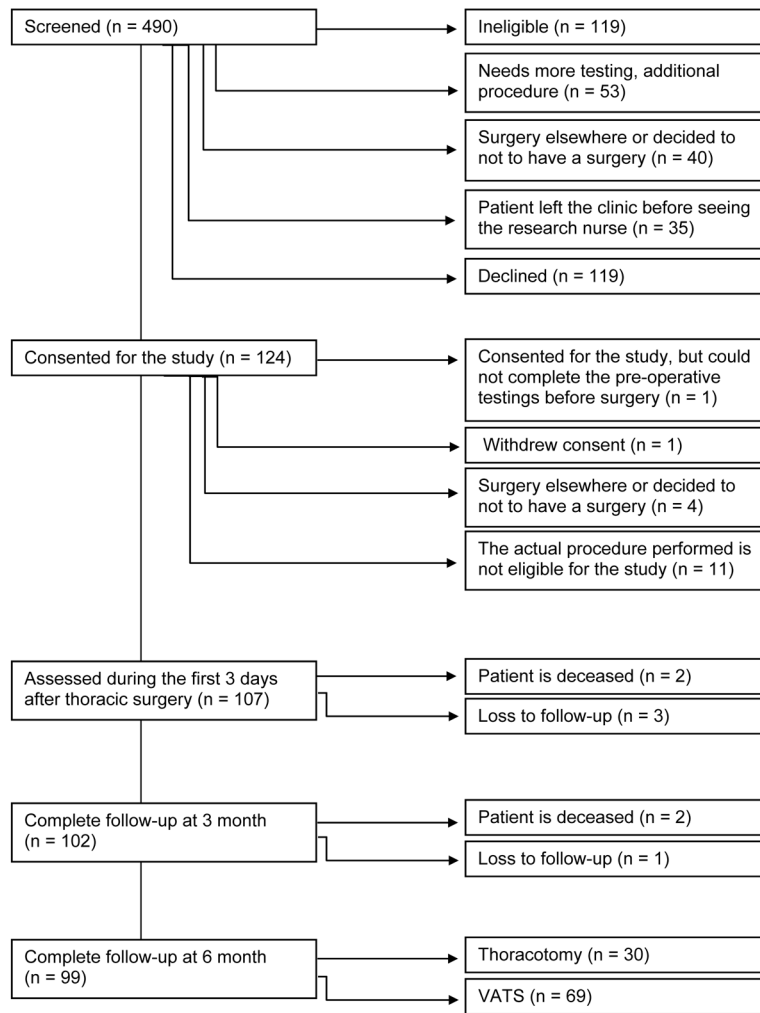 Screened (n = 490)
Ineligible (n = 119)
Needs more testing, additional
procedure (n = 53)
Surgery elsewhere or decided to
not to have a surgery (n = 40)
Patient left the clinic before seeing
the research nurse (n = 35)
Declined (n = 119)
Consented for the study (n = 124)
Consented for the study, but could
not complete the pre-operative
testings before surgery (n = 1)
Withdrew consent (n = 1)
Surgery elsewhere or decided to
not to have a surgery (n = 4)
The actual procedure performed is
not eligible for the study (n = 11)
Assessed during the first 3 days
after thoracic surgery (n = 107)
Patient is deceased (n = 2)
Loss to follow-up (n = 3)
Complete follow-up at 3 month
(n = 102)
Patient is deceased (n = 2)
Loss to follow-up (n = 1)
Complete follow-up at 6 month
(n = 99)
Thoracotomy (n = 30)
VATS (n = 69)